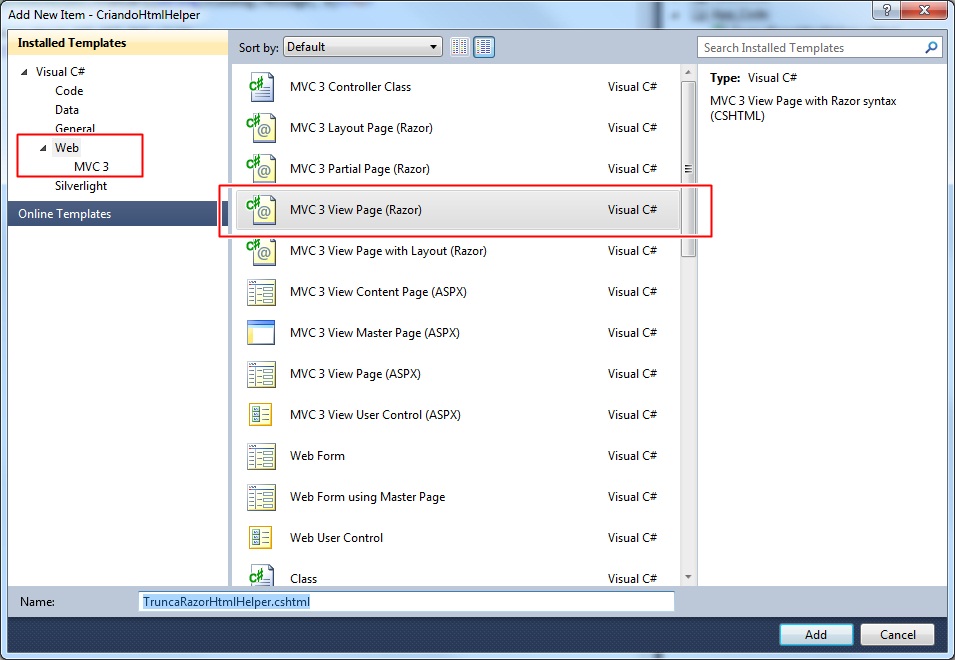 Add New Item - CriandoHtmlHelper
Installed Templates
Visual C#
Code
Data
General
Web
MVC 3
Silverlight
Online Templates
Sort by: Default
MVC 3 Controller Class Visual C#
MVC 3 Layout Page (Razor) Visual C#
MVC 3 Partial Page (Razor) Visual C#
MVC 3 View Page (Razor) Visual C#
MVC 3 View Page with Layout (Razor) Visual C#
MVC 3 View Content Page (ASPX) Visual C#
MVC 3 View Master Page (ASPX) Visual C#
MVC 3 View Page (ASPX) Visual C#
MVC 3 View User Control (ASPX) Visual C#
Web Form Visual C#
Web Form using Master Page Visual C#
Web User Control Visual C#
Class Visual C#
Search Installed Templates
Type: Visual C#
MVC 3 View Page with Razor syntax
(CSHTML)
Name: TruncaRazorHtmlHelper.cshtml
Add Cancel